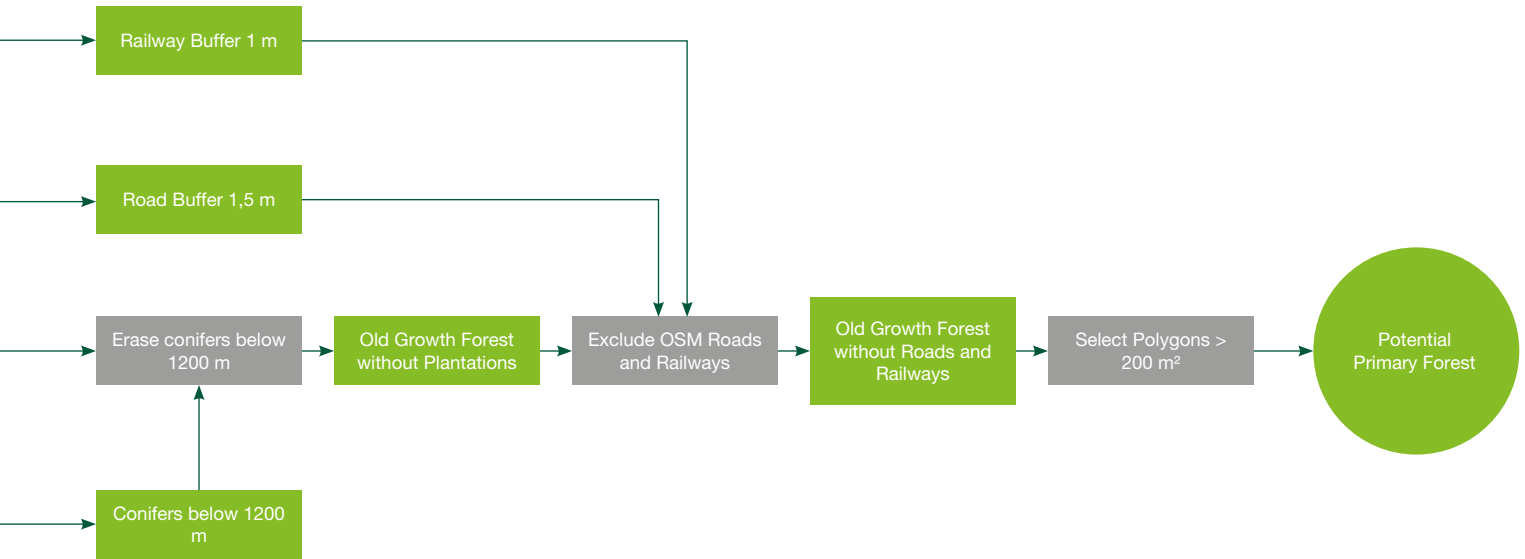 Railway Buffer 1 m
Road Buffer 1,5 m
Erase conifers below
1200 m
Old Growth Forest
without Plantations
Exclude OSM Roads
and Railways
Old Growth Forest
without Roads and
Railways
Select Polygons >
200 m²
Potential
Primary Forest
Conifers below 1200
m